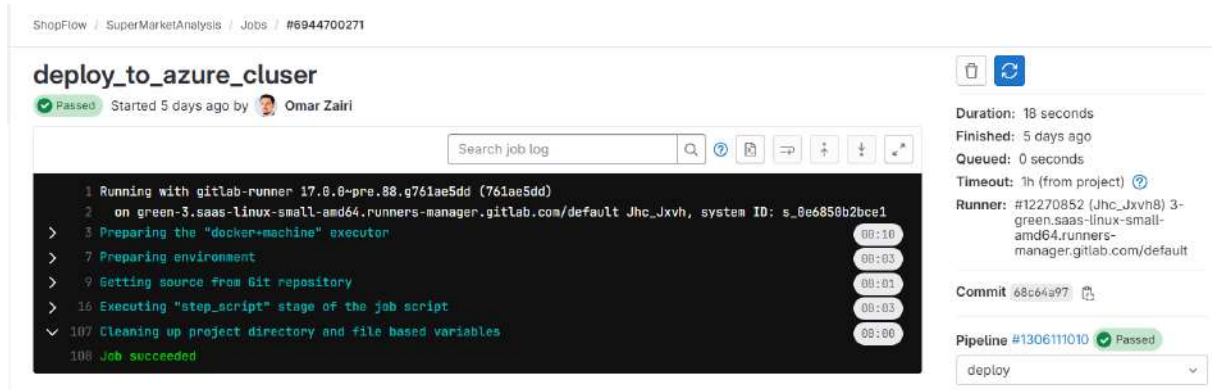 ShopFlow / SuperMarketAnalysis / Jobs / #6944700271
deploy_to_azure_cluser
Passed Started 5 days ago by Omar Zairi
Search job log
1 Running with gitlab-runner 17.0.0~pre.88.g761ae5dd (761ae5dd)
2 on green-3.saas-linux-small-amd64.runners-manager.gitlab.com/default Jhc_Jxvh, system ID: s_0e6850b2bce1
3 Preparing the "docker+machine" executor 00:10
7 Preparing environment 00:03
9 Getting source from Git repository 00:01
16 Executing "step_script" stage of the job script 00:03
107 Cleaning up project directory and file based variables 00:00
108 Job succeeded
Duration: 18 seconds
Finished: 5 days ago
Queued: 0 seconds
Timeout: 1h (from project)
Runner: #12270852 (Jhc_Jxvh8) 3-
green.saas-linux-small-
amd64.runners-
manager.gitlab.com/default
Commit 68c64a97
Pipeline #1306111010 Passed
deploy